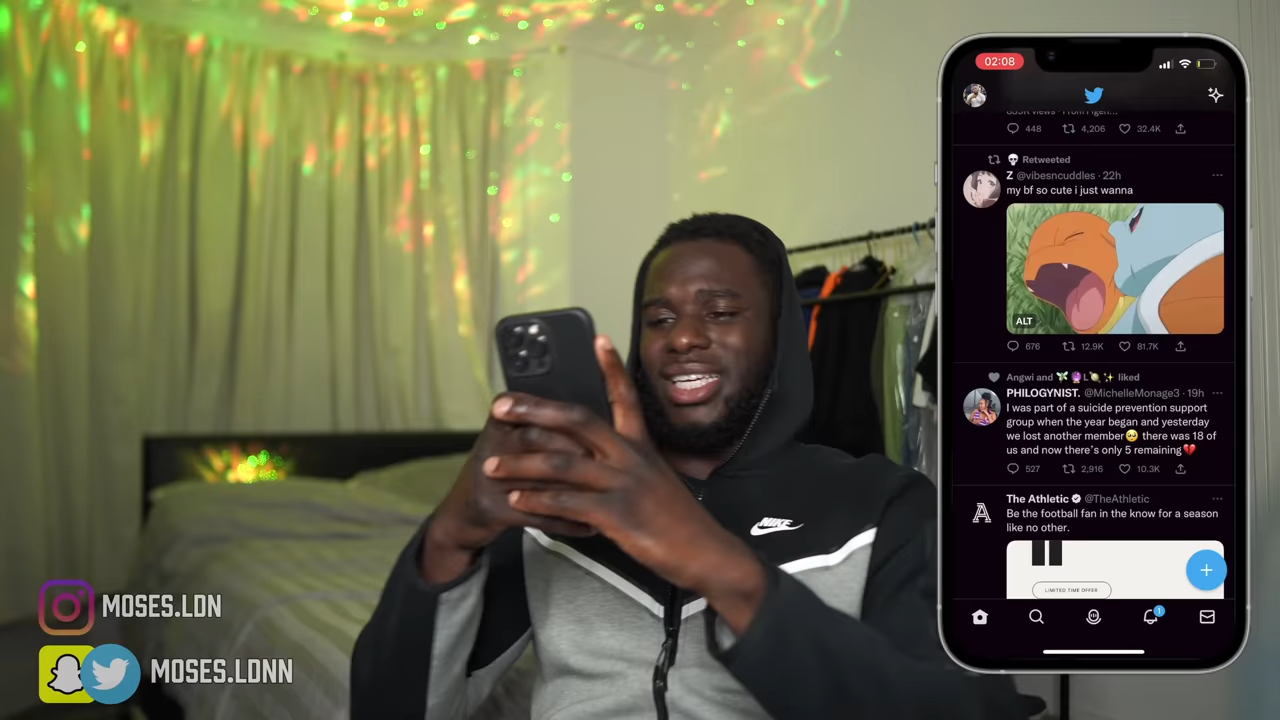 02:08
448
4,206
32.4K
Retweeted
Z @vibesncuddles · 22h
my bf so cute i just wanna
ALT
676
12.9K
81.7K
Angwi and 🧚🔮L🪐✨ liked
PHILOGYNIST. @MichelleMonage3 · 19h
I was part of a suicide prevention support
group when the year began and yesterday
we lost another member🥺 there was 18 of
us and now there's only 5 remaining💔
527
2,916
10.3K
The Athletic @TheAthletic
Be the football fan in the know for a season
like no other.
LIMITED TIME OFFER
1
NIKE
MOSES.LDN
MOSES.LDNN